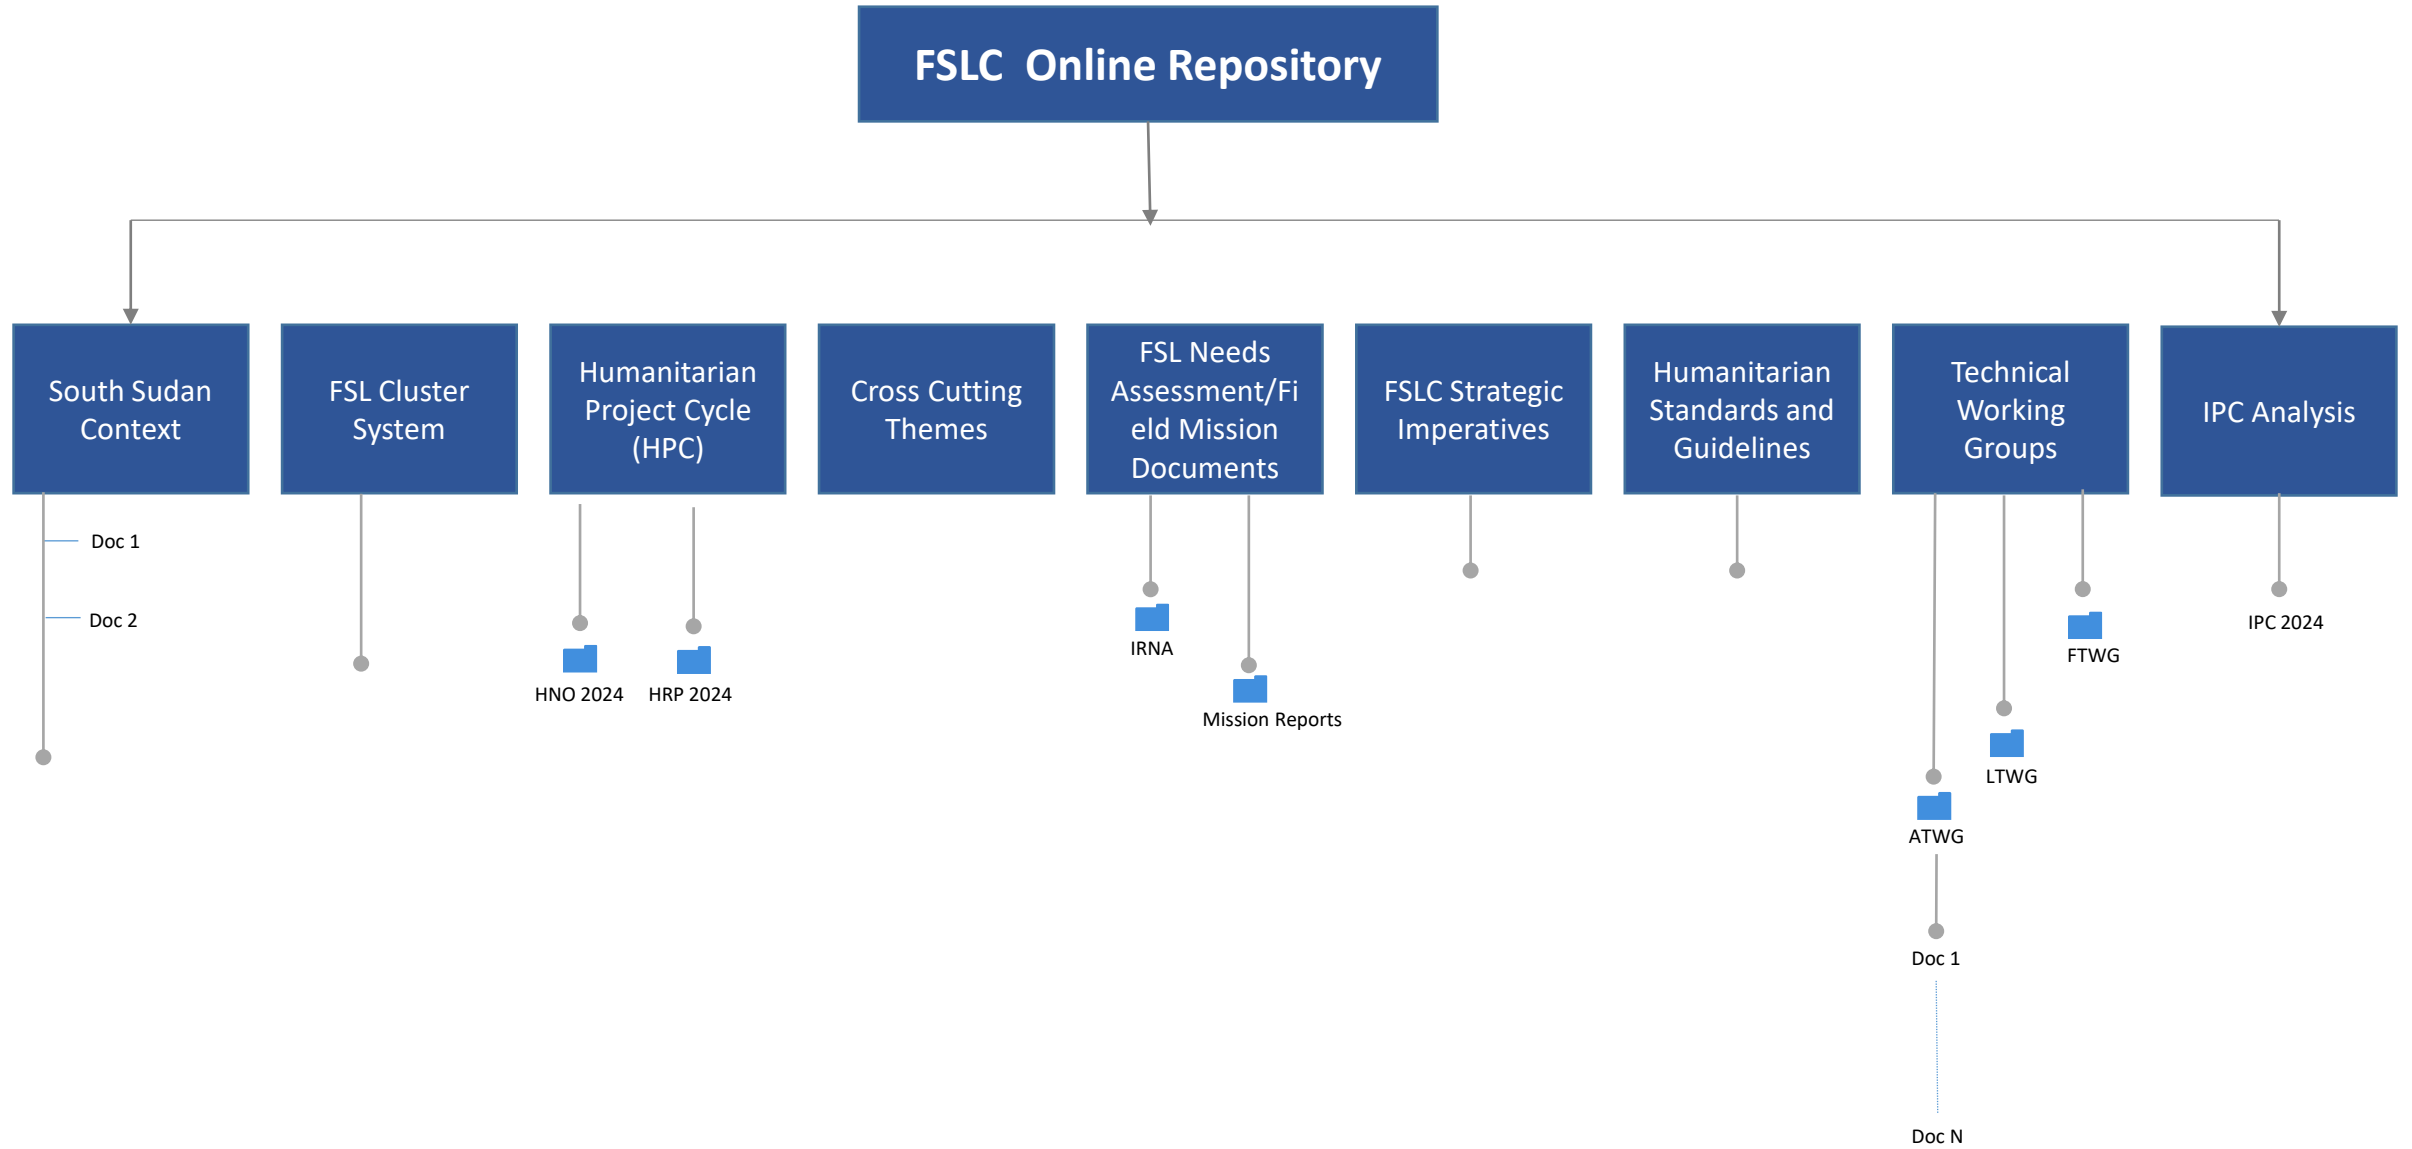 FSLC  Online Repository
South Sudan
Context
FSL Cluster
System
Humanitarian
Project Cycle
(HPC)
Cross Cutting
Themes
FSL Needs
Assessment/Fi
eld Mission
Documents
FSLC Strategic
Imperatives
Humanitarian
Standards and
Guidelines
Technical
Working
Groups
IPC Analysis
Doc 1
Doc 2
HNO 2024
HRP 2024
IRNA
Mission Reports
FTWG
LTWG
ATWG
Doc 1
Doc N
IPC 2024